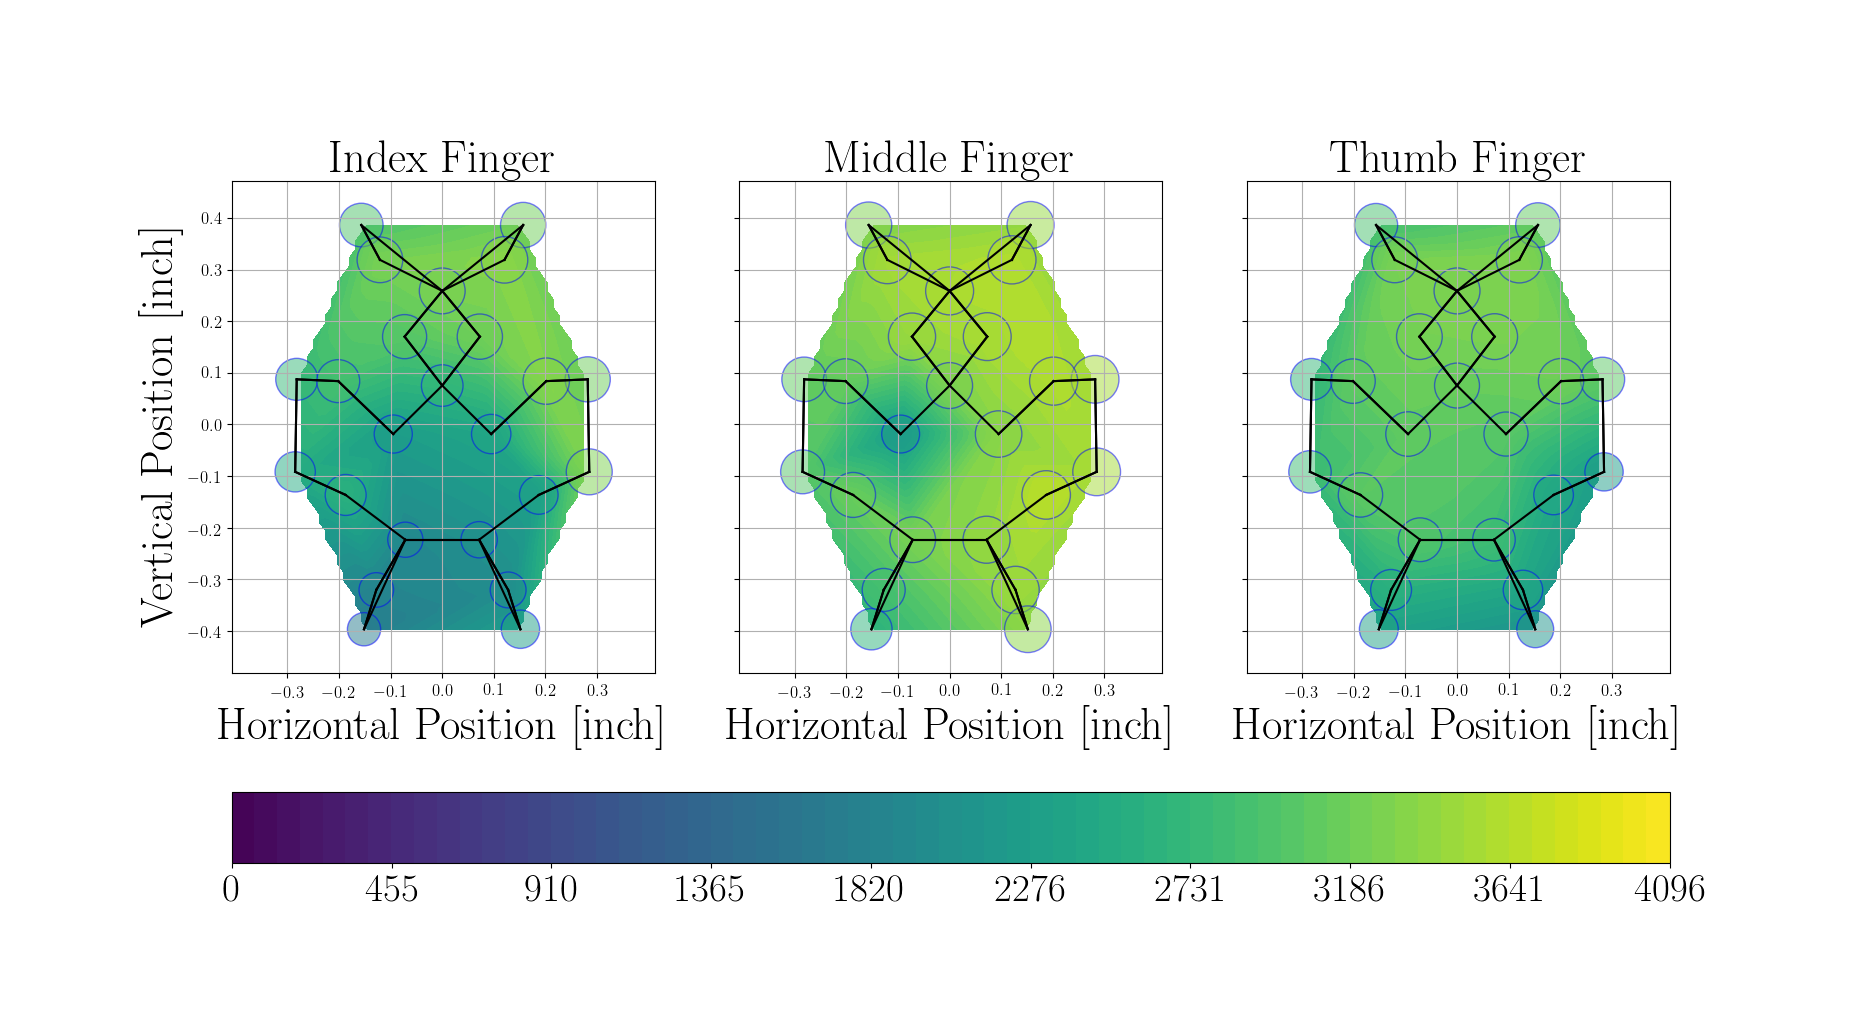 Index Finger
Middle Finger
Thumb Finger
Vertical Position [inch]
0.4
0.3
0.2
0.1
0.0
−0.1
−0.2
−0.3
−0.4
−0.3 −0.2 −0.1 0.0 0.1 0.2 0.3
−0.3 −0.2 −0.1 0.0 0.1 0.2 0.3
−0.3 −0.2 −0.1 0.0 0.1 0.2 0.3
Horizontal Position [inch]
Horizontal Position [inch]
Horizontal Position [inch]
0 455 910 1365 1820 2276 2731 3186 3641 4096